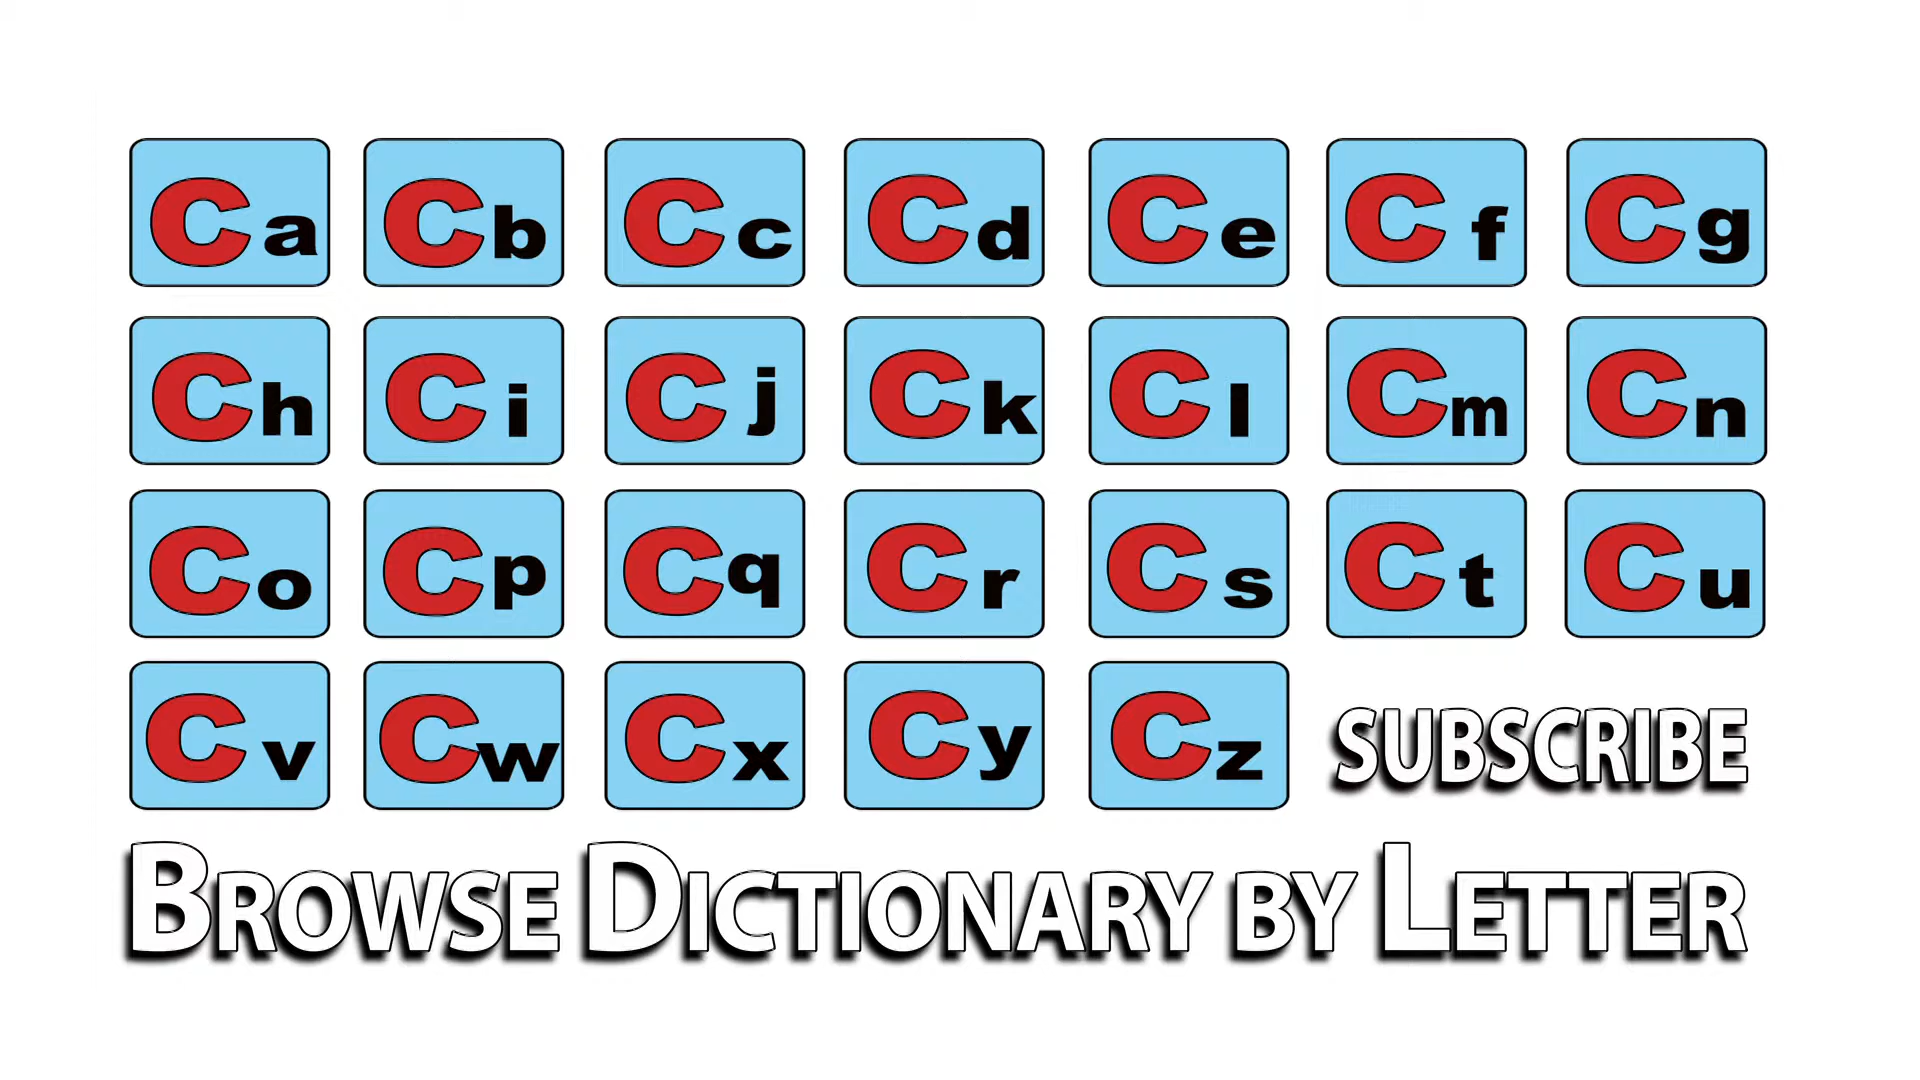 Ca Cb Cc Cd Ce Cf Cg
Ch Ci Cj Ck Cl Cm Cn
Co Cp Cq Cr Cs Ct Cu
Cv Cw Cx Cy Cz SUBSCRIBE
BROWSE DICTIONARY BY LETTER